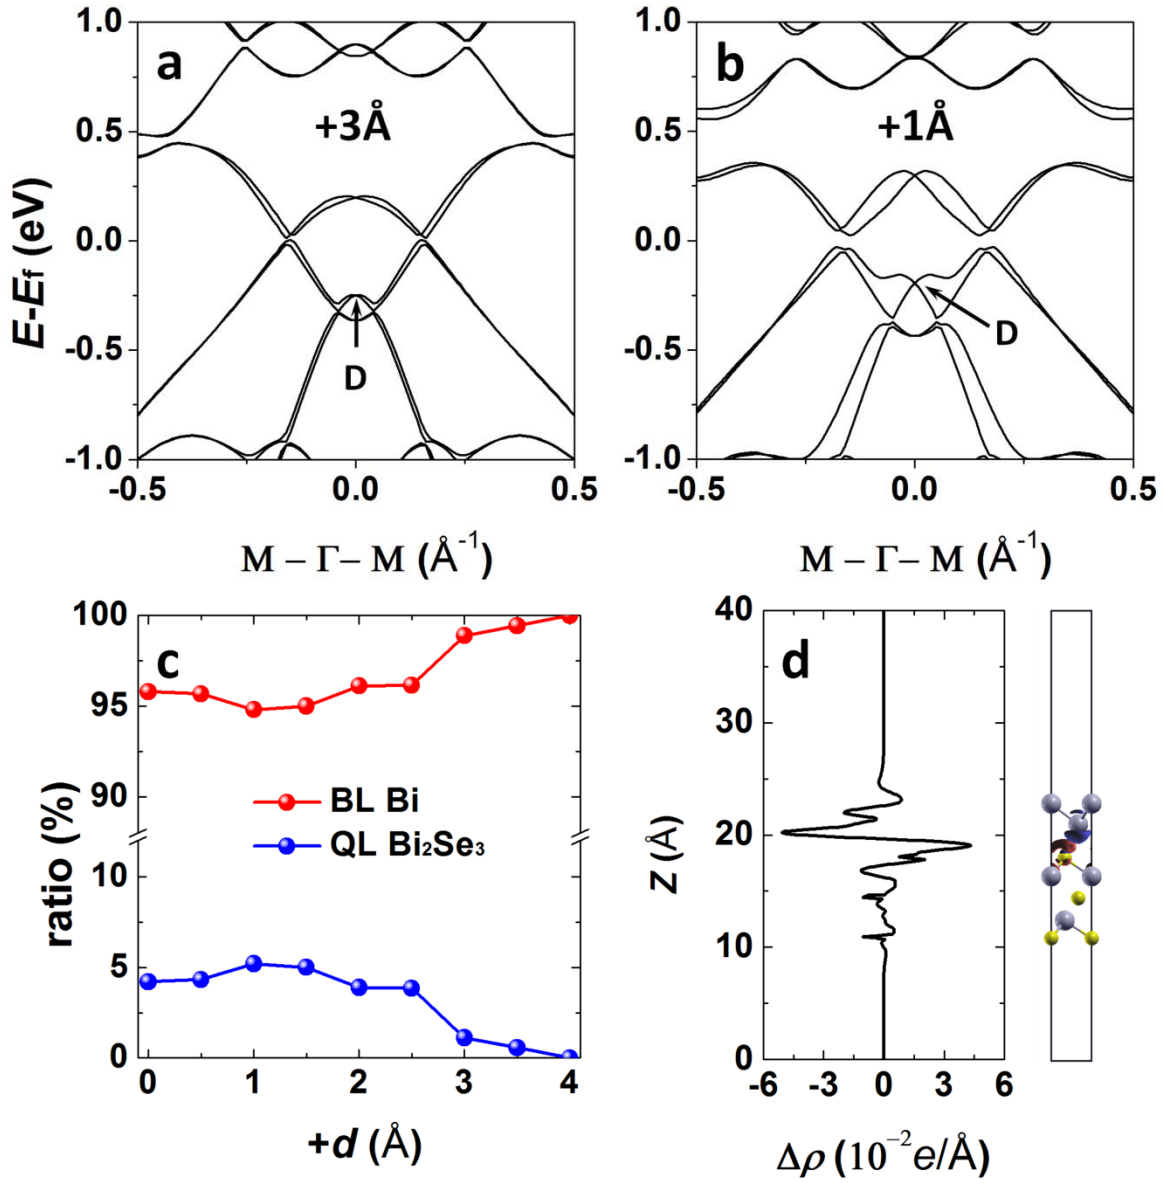 a
b
+3Å
+1Å
D
D
E-Ef (eV)
1.0
0.5
0.0
-0.5
-1.0
-0.5
0.0
0.5
M – Γ– M (Å⁻¹)
1.0
0.5
0.0
-0.5
-1.0
-0.5
0.0
0.5
M – Γ– M (Å⁻¹)
c
ratio (%)
100
95
90
10
5
0
BL Bi
QL Bi₂Se₃
0
1
2
3
4
+d (Å)
d
Z (Å)
40
30
20
10
0
-6
-3
0
3
6
Δρ (10⁻²e/Å)